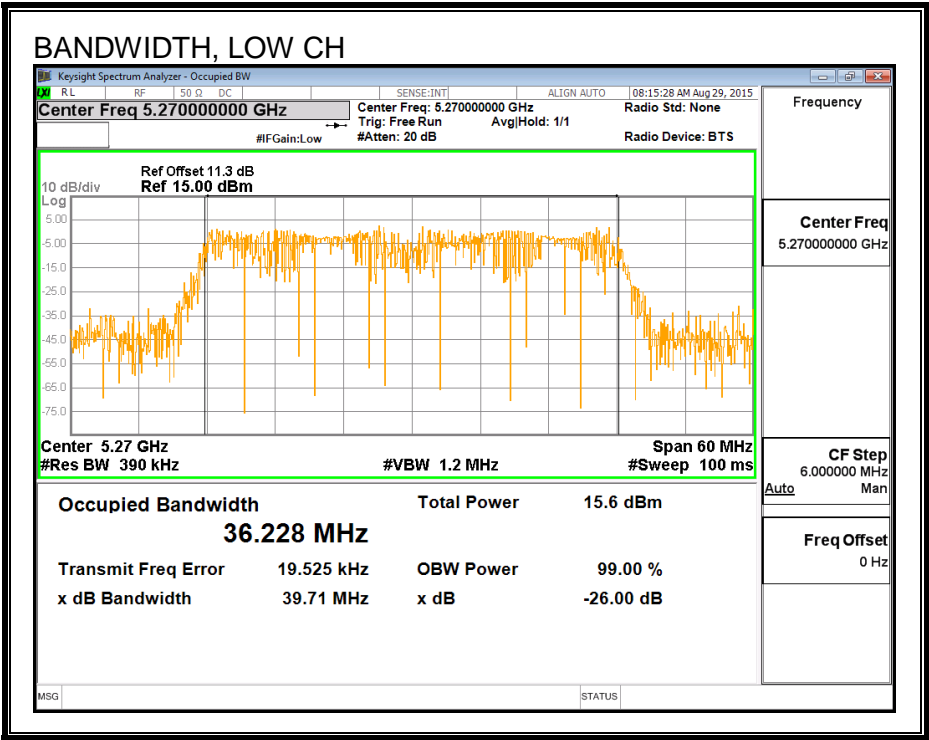 BANDWIDTH, LOW CH
Keysight Spectrum Analyzer - Occupied BW
LXI RL RF 50 Ω DC SENSE:INT ALIGN AUTO 08:15:28 AM Aug 29, 2015
Center Freq 5.270000000 GHz
Center Freq: 5.270000000 GHz
Radio Std: None
Trig: Free Run Avg|Hold: 1/1
#IFGain:Low
#Atten: 20 dB
Radio Device: BTS
Ref Offset 11.3 dB
10 dB/div Ref 15.00 dBm
Log
5.00
-5.00
-15.0
-25.0
-35.0
-45.0
-55.0
-65.0
-75.0
Center 5.27 GHz Span 60 MHz
#Res BW 390 kHz #VBW 1.2 MHz #Sweep 100 ms
Occupied Bandwidth Total Power 15.6 dBm
36.228 MHz
Transmit Freq Error 19.525 kHz OBW Power 99.00 %
x dB Bandwidth 39.71 MHz x dB -26.00 dB
Frequency
Center Freq
5.270000000 GHz
CF Step
6.000000 MHz
Auto Man
Freq Offset
0 Hz
MSG STATUS